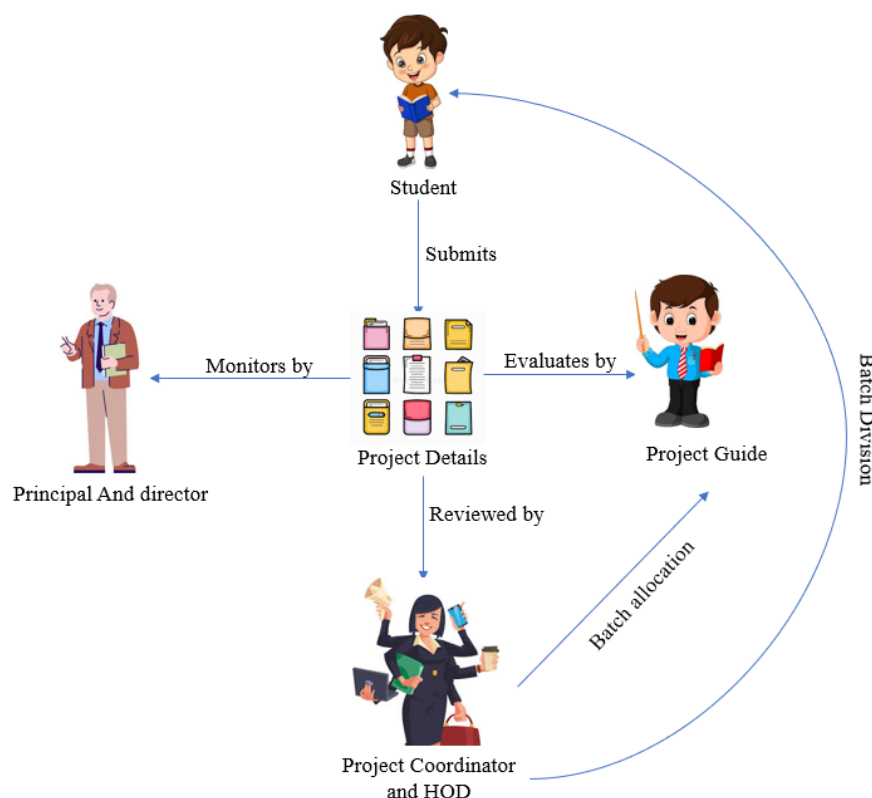 Student
Submits
Monitors by
Evaluates by
Batch Division
Project Details
Project Guide
Principal And director
Reviewed by
Batch allocation
Project Coordinator
and HOD